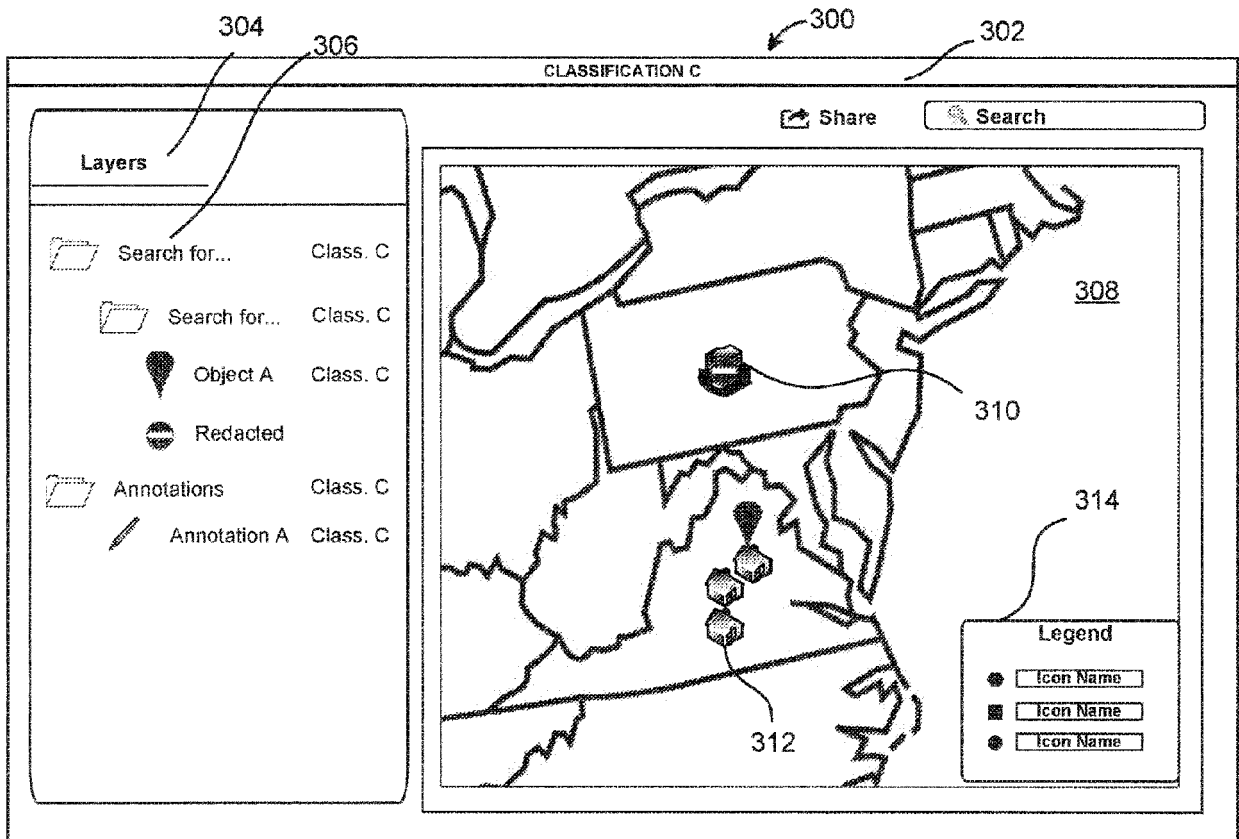 300
304
302
306
CLASSIFICATION C
Share
Search
Layers
Search for... Class. C
Search for... Class. C
Object A Class. C
Redacted
Annotations Class. C
Annotation A Class. C
308
310
314
312
Legend
Icon Name
Icon Name
Icon Name